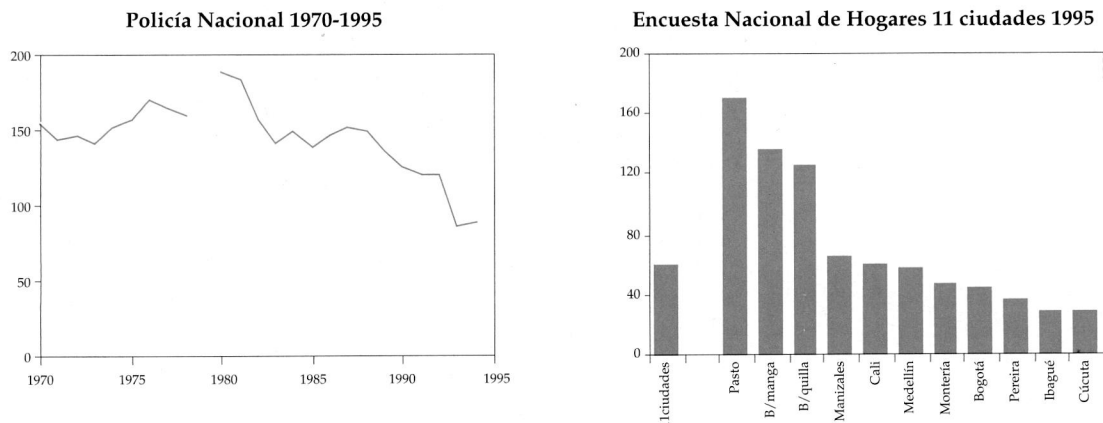 Policía Nacional 1970-1995
200
150
100
50
0
1970
1975
1980
1985
1990
1995
Encuesta Nacional de Hogares 11 ciudades 1995
200
160
120
80
40
0
1ciudades
Pasto
B/manga
B/quilla
Manizales
Cali
Medellín
Montería
Bogotá
Pereira
Ibagué
Cúcuta